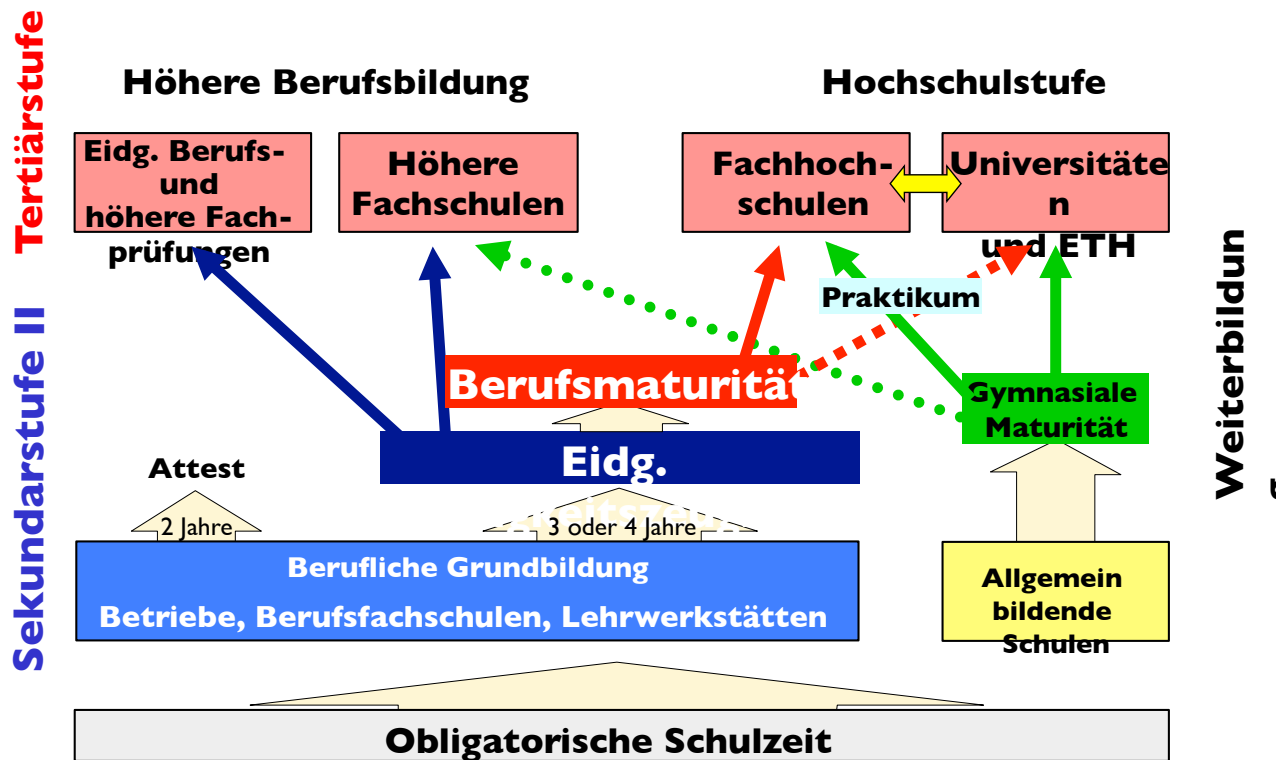 Tertiärstufe
Höhere Berufsbildung
Hochschulstufe
Eidg. Berufs-
und
höhere Fach-
prüfungen
Höhere
Fachschulen
Fachhoch-
schulen
Universitäte
n
und ETH
Praktikum
Berufsmaturität
Gymnasiale
Maturität
Eidg.
Attest
2 Jahre
3 oder 4 Jahre
Sekundarstufe II
Weiterbildun
g
Berufliche Grundbildung
Betriebe, Berufsfachschulen, Lehrwerkstätten
Allgemein
bildende
Schulen
Obligatorische Schulzeit